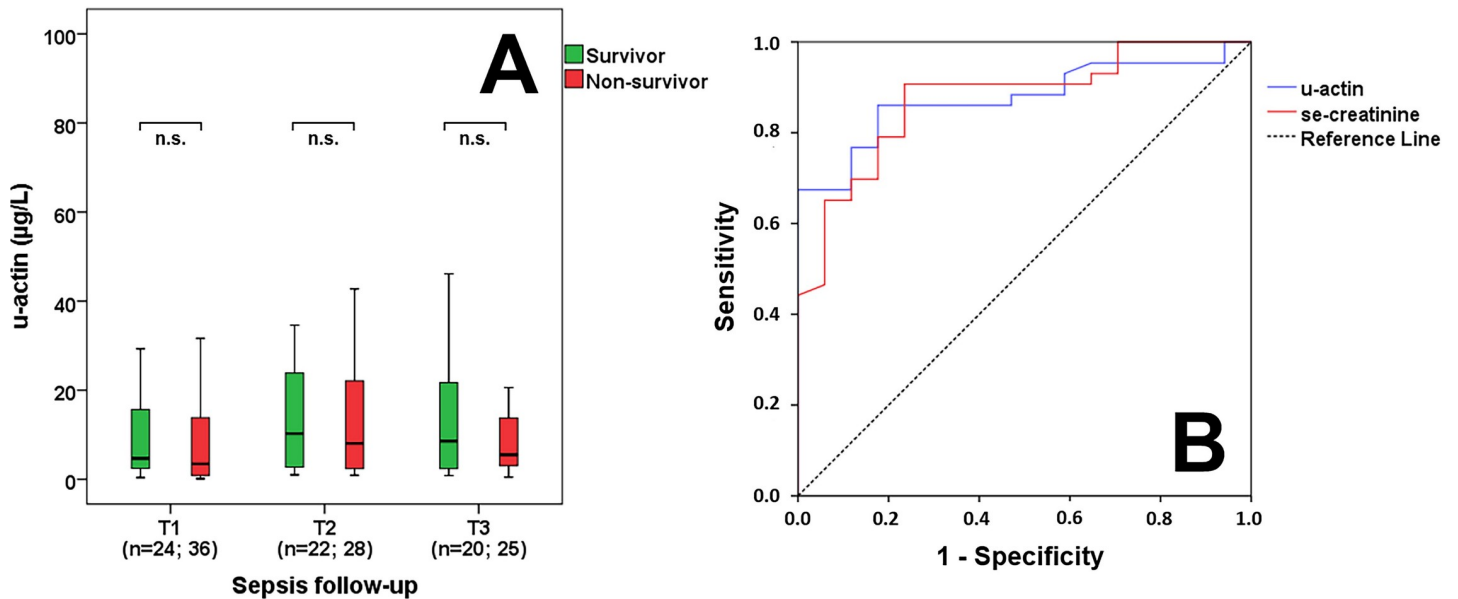 A
Survivor
Non-survivor
100
80
60
40
20
0
n.s.
n.s.
n.s.
u-actin (µg/L)
T1
(n=24; 36)
T2
(n=22; 28)
T3
(n=20; 25)
Sepsis follow-up
B
u-actin
se-creatinine
Reference Line
1.0
0.8
0.6
0.4
0.2
0.0
Sensitivity
0.0
0.2
0.4
0.6
0.8
1.0
1 - Specificity